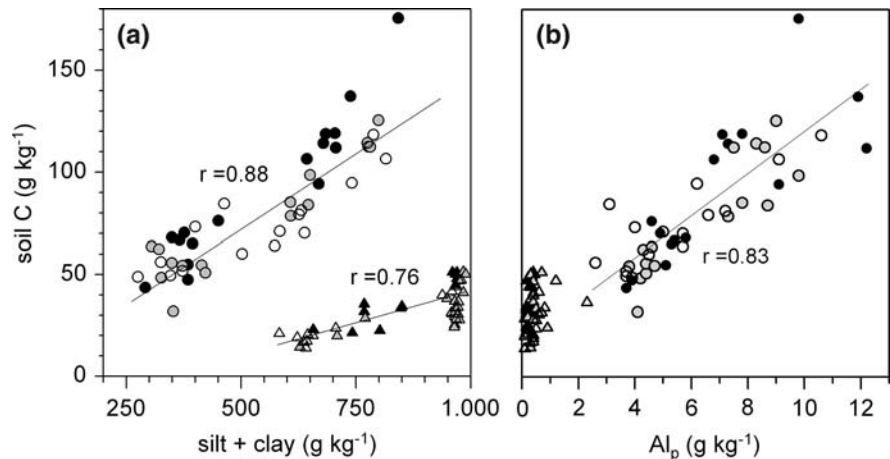 (a)
(b)
soil C (g kg-1)
150
100
50
0
r =0.88
r =0.76
r =0.83
250 500 750 1.000
0 2 4 6 8 10 12
silt + clay (g kg-1)
Alp (g kg-1)